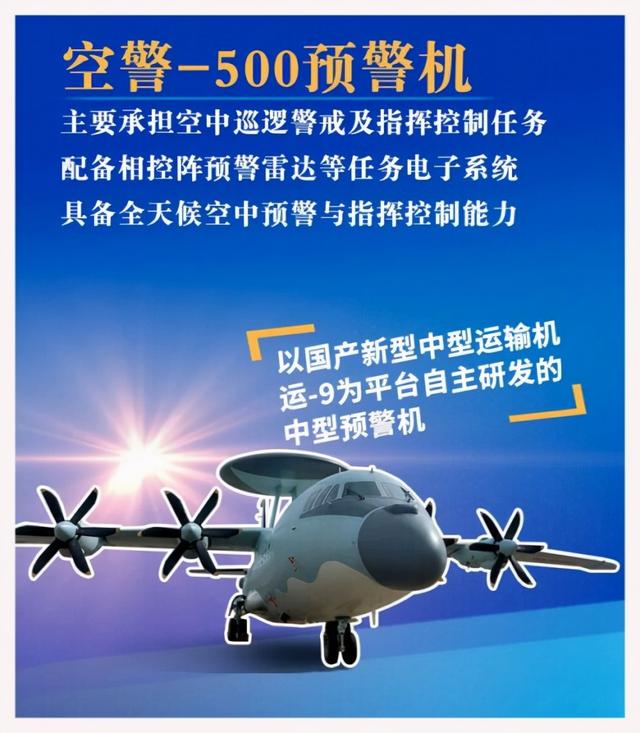 空警-500预警机
主要承担空中巡逻警戒及指挥控制任务
配备相控阵预警雷达等任务电子系统
具备全天候空中预警与指挥控制能力
以国产新型中型运输机
运-9为平台自主研发的
中型预警机